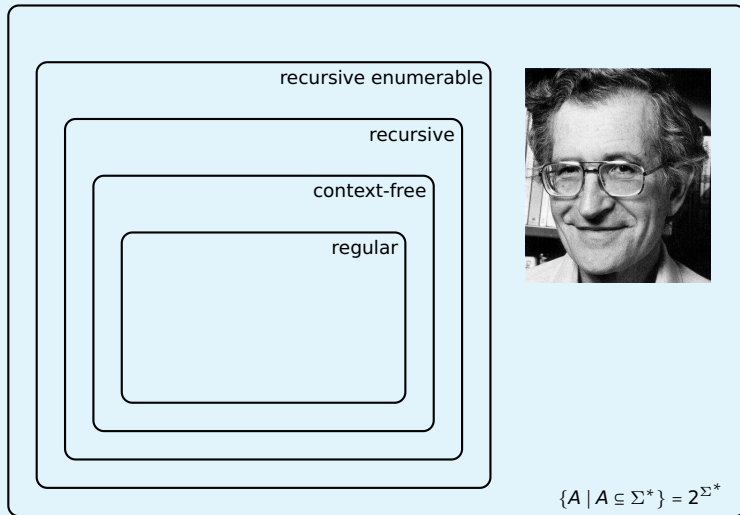 recursive enumerable
recursive
context-free
regular
{A | A ⊆ Σ*} = 2^Σ*